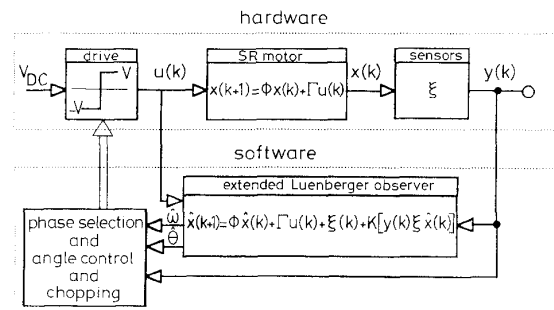 hardware
drive
SR motor
sensors
V_DC
V
-V
u(k)
x(k+1)=Φx(k)+Γu(k)
x(k)
ξ
y(k)
software
extended Luenberger observer
x̂(k+1)=Φx̂(k)+Γu(k)+ξ(k)+K[y(k)ξx̂(k)]
ω̂
θ̂
phase selection
and
angle control
and
chopping